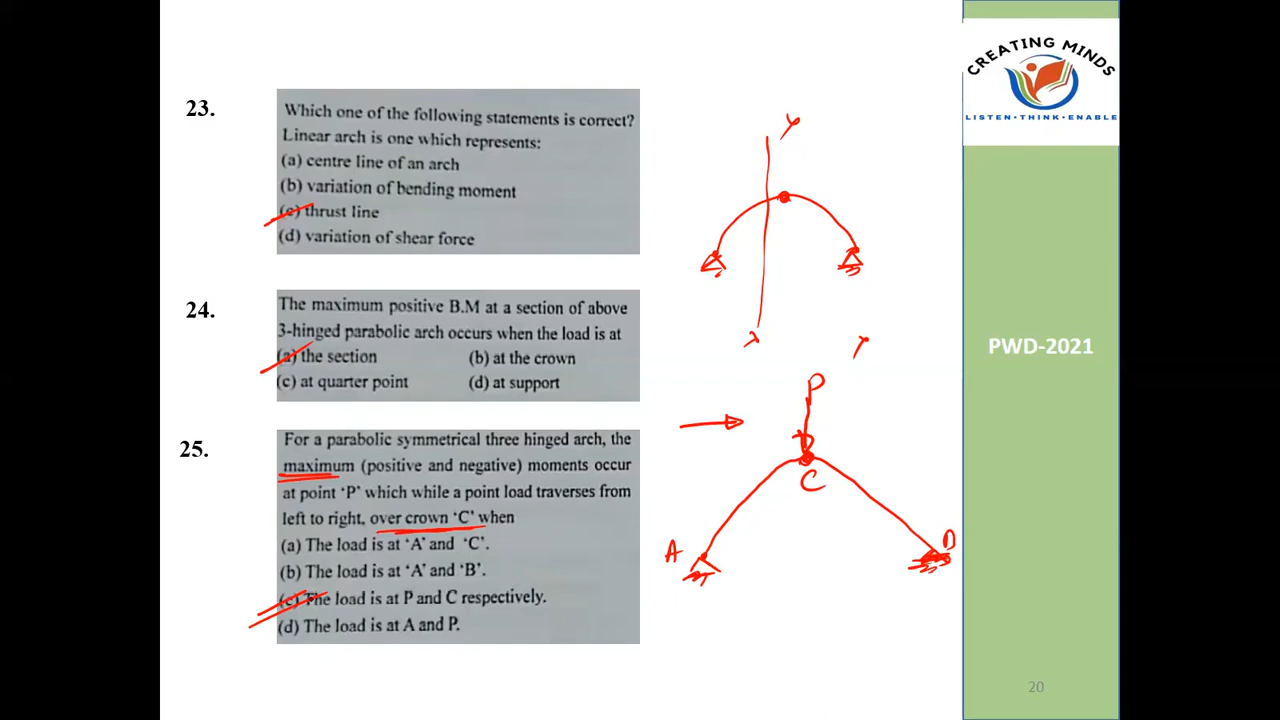 CREATING MINDS
LISTEN • THINK • ENABLE
23.
Which one of the following statements is correct?
Linear arch is one which represents:
(a) centre line of an arch
(b) variation of bending moment
(c) thrust line
(d) variation of shear force
24.
The maximum positive B.M at a section of above
3-hinged parabolic arch occurs when the load is at
(a) the section (b) at the crown
(c) at quarter point (d) at support
PWD-2021
25.
For a parabolic symmetrical three hinged arch, the
maximum (positive and negative) moments occur
at point 'P' which while a point load traverses from
left to right, over crown 'C' when
(a) The load is at 'A' and 'C'.
(b) The load is at 'A' and 'B'.
(c) The load is at P and C respectively.
(d) The load is at A and P.
P
C
A
20